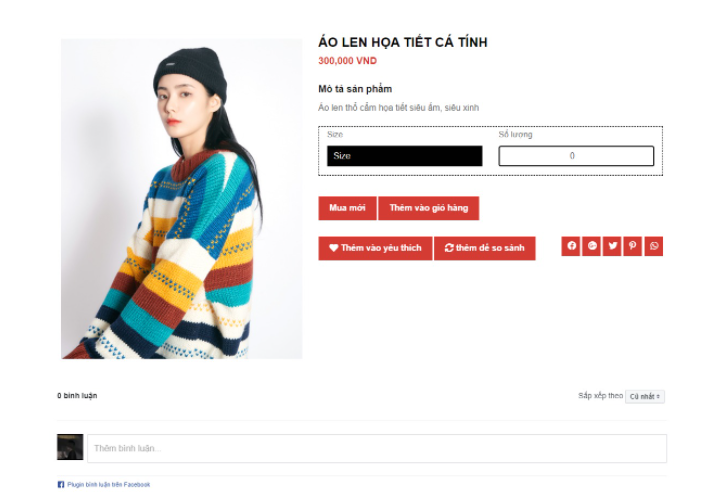 ÁO LEN HỌA TIẾT CÁ TÍNH
300,000 VND
Mô tả sản phẩm
Áo len thổ cẩm họa tiết siêu ấm, siêu xinh
Size
Số lượng
Size
0
Mua mới
Thêm vào giỏ hàng
Thêm vào yêu thích
thêm dể so sánh
0 bình luận
Sắp xếp theo
Cũ nhất
Thêm bình luận...
Plugin bình luận trên Facebook